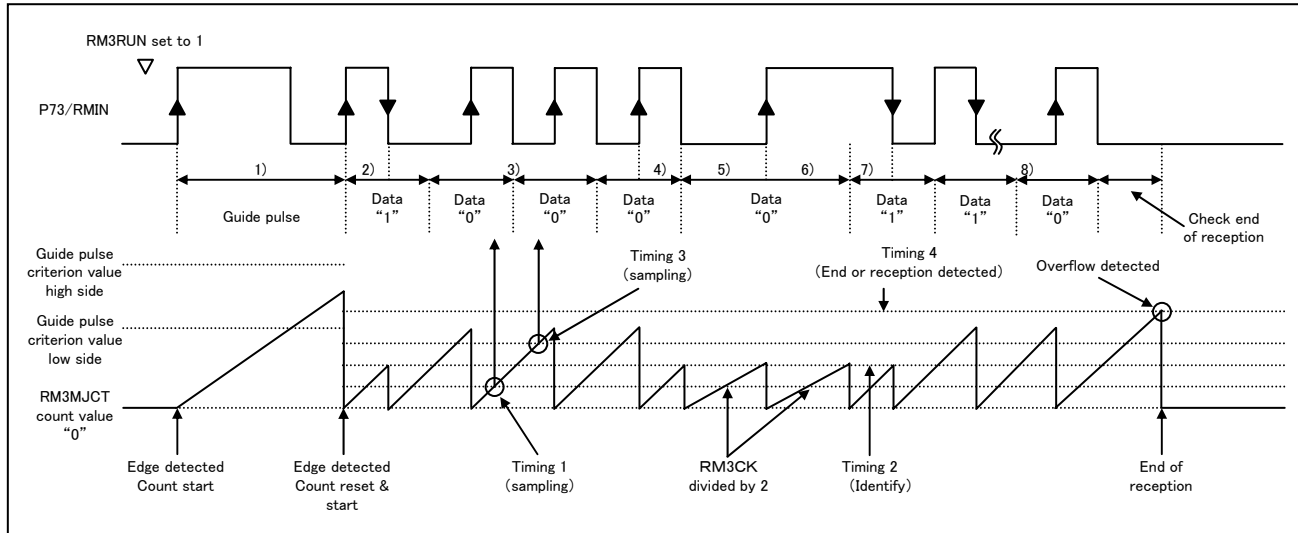 RM3RUN set to 1
P73/RMIN
1)
2)
3)
4)
5)
6)
7)
8)
Guide pulse
Data
“1”
Data
“0”
Data
“0”
Data
“0”
Data
“0”
Data
“1”
Data
“1”
Data
“0”
Check end
of reception
Guide pulse
criterion value
high side
Timing 3
(sampling)
Timing 4
(End or reception detected)
Overflow detected
Guide pulse
criterion value
low side
RM3MJCT
count value
“0”
Edge detected
Count start
Edge detected
Count reset &
start
Timing 1
(sampling)
RM3CK
divided by 2
Timing 2
(Identify)
End of
reception